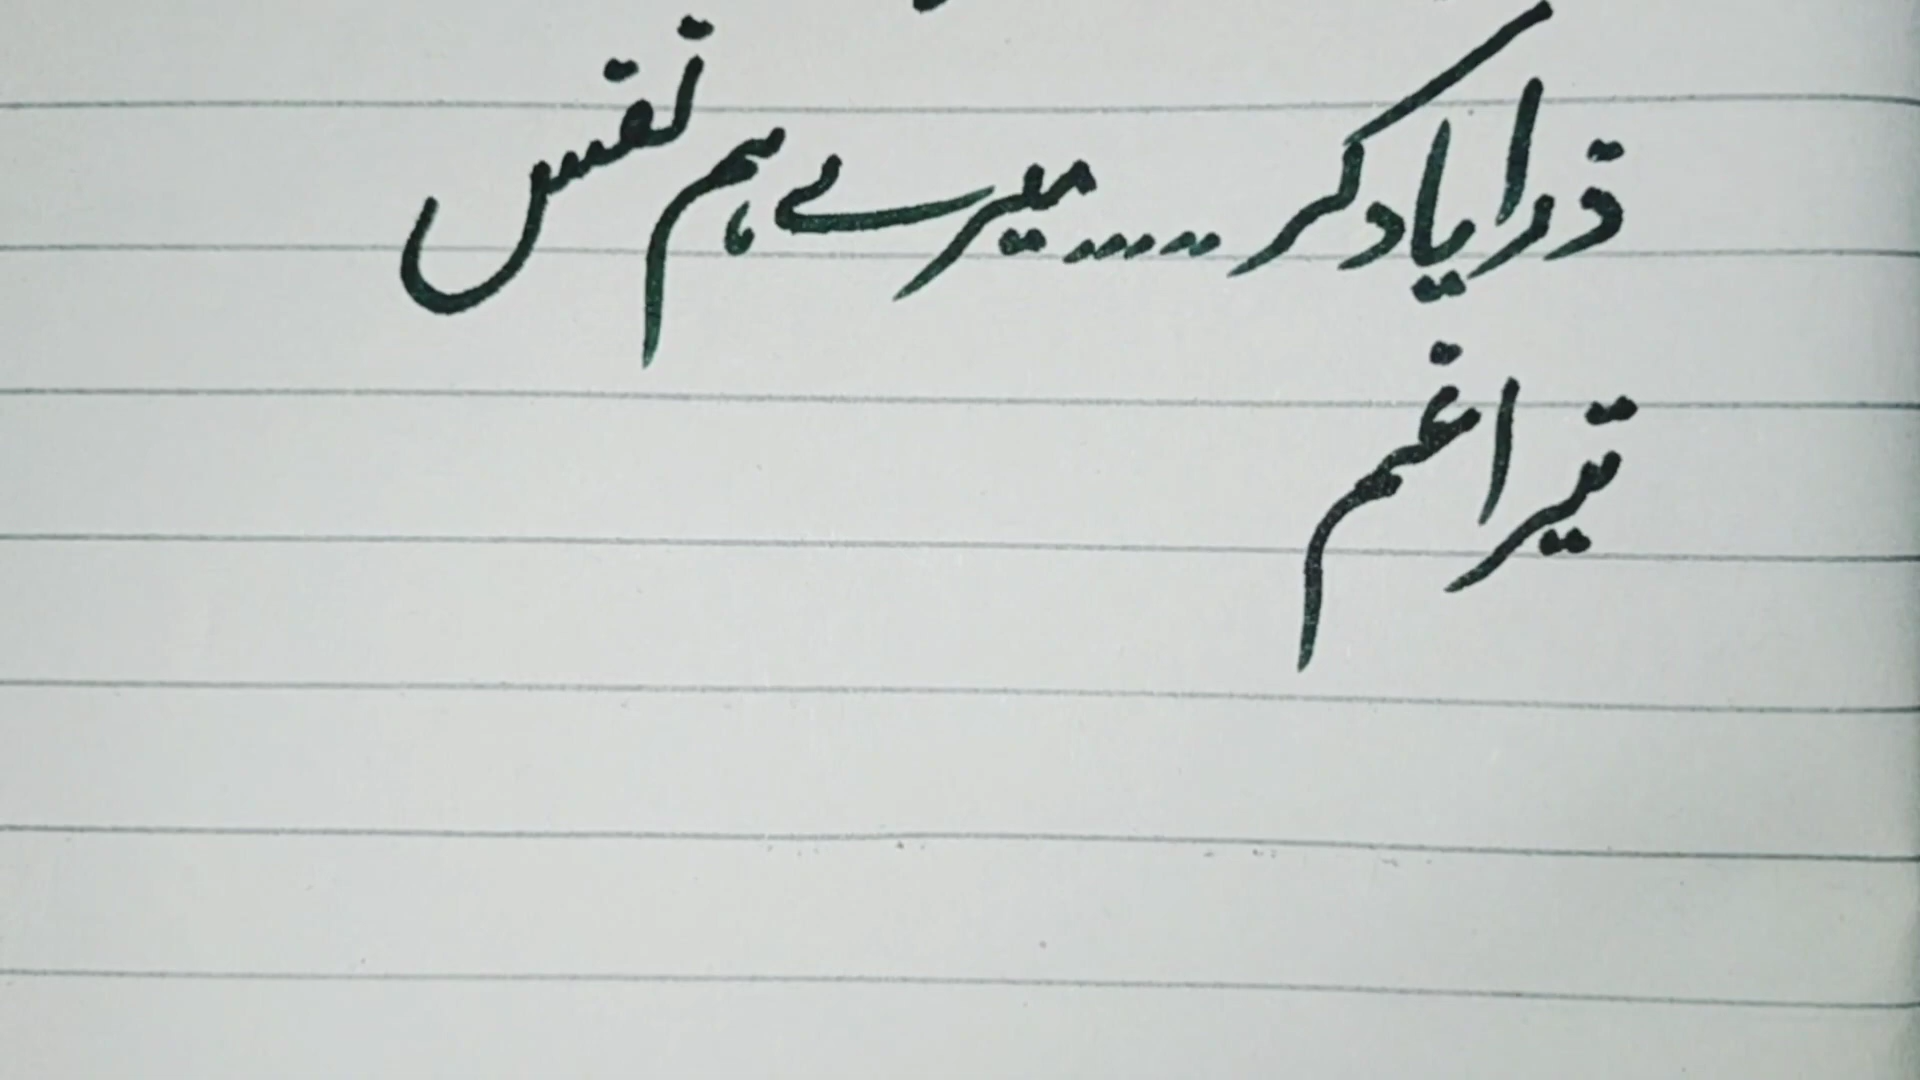 ذرا یاد کر ..... میرے ہم نفس
تیرا غم